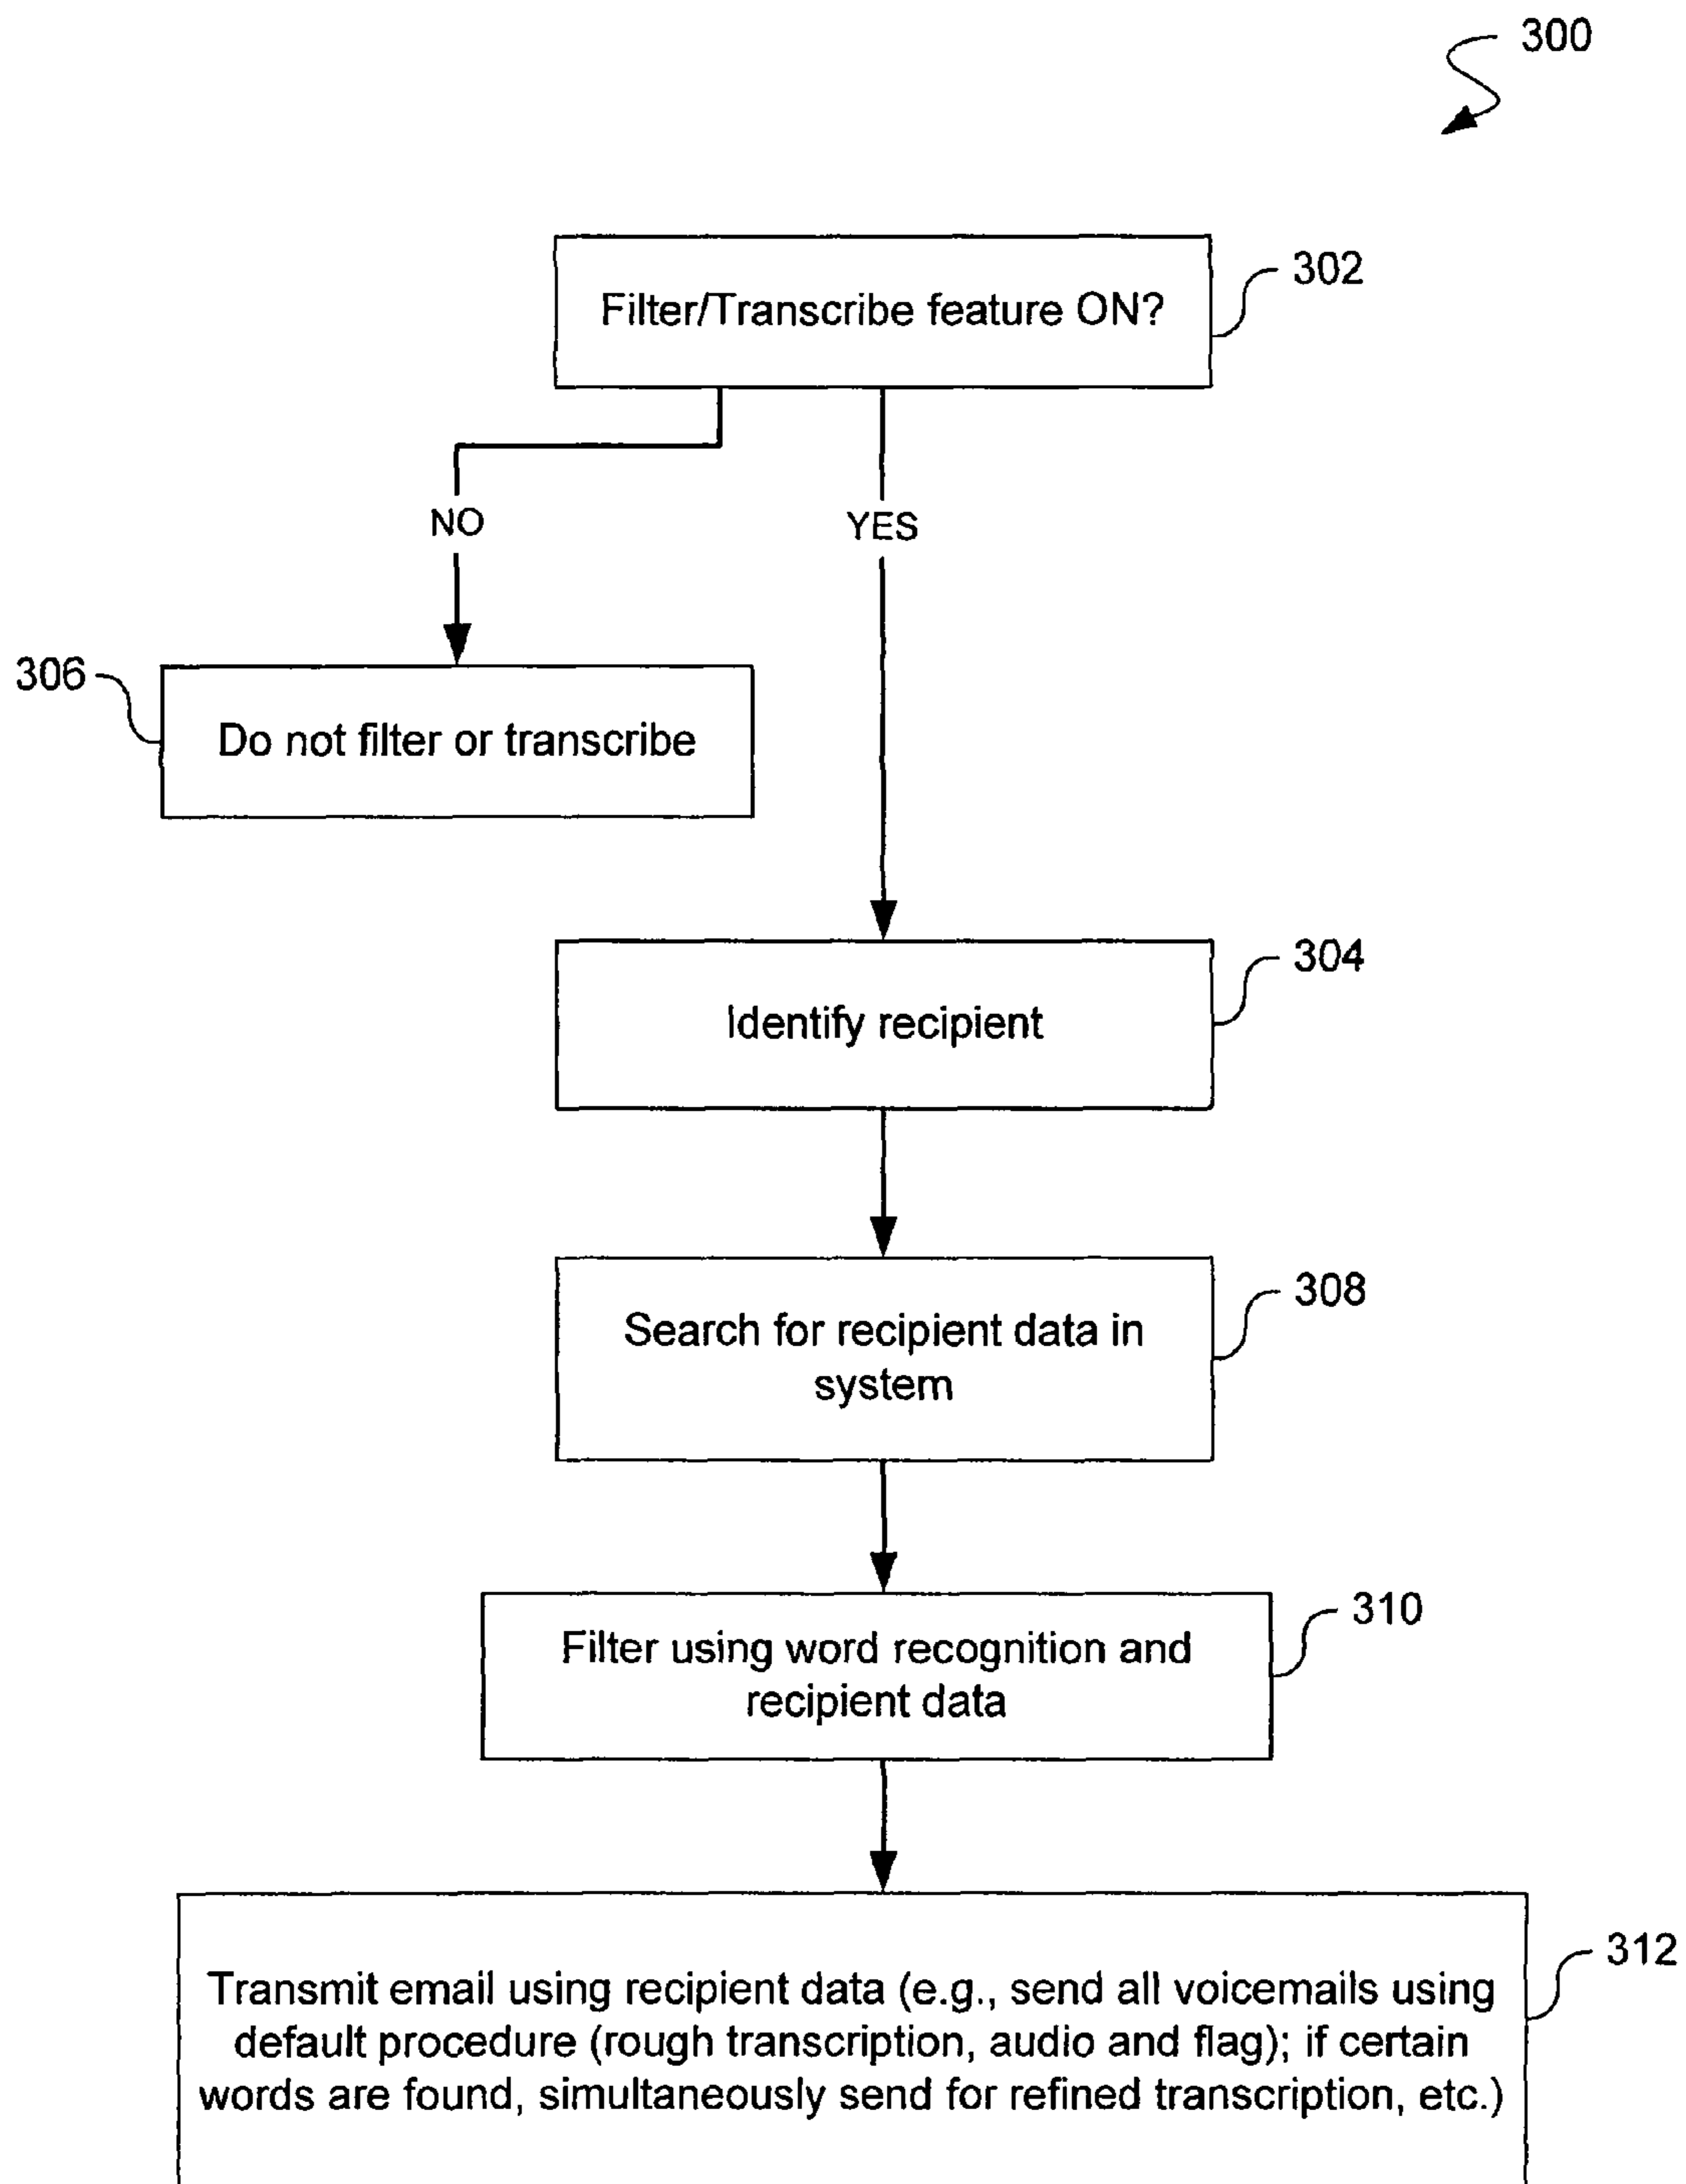 300
302
Filter/Transcribe feature ON?
NO
YES
306
Do not filter or transcribe
304
Identify recipient
308
Search for recipient data in
system
310
Filter using word recognition and
recipient data
312
Transmit email using recipient data (e.g., send all voicemails using
default procedure (rough transcription, audio and flag); if certain
words are found, simultaneously send for refined transcription, etc.)